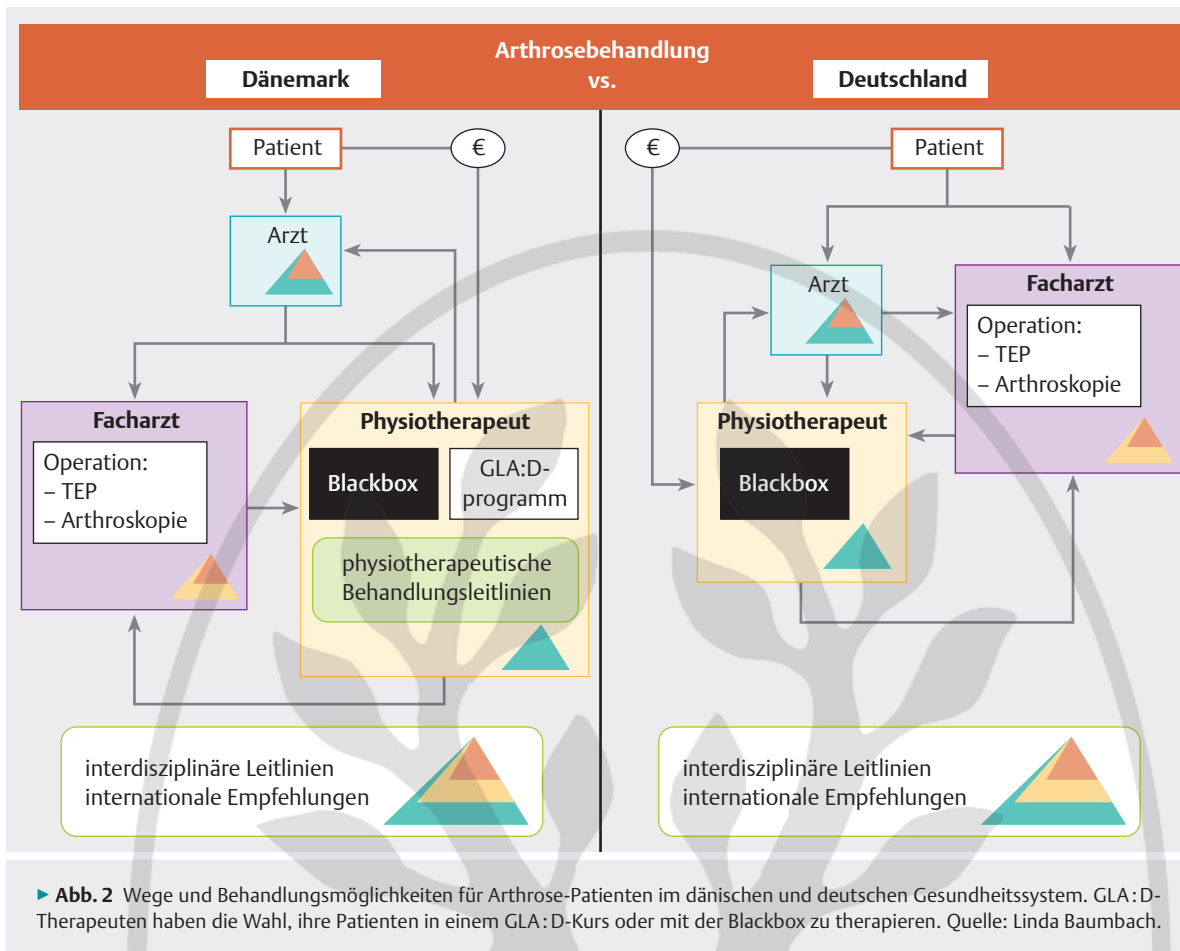 Arthrosebehandlung
vs.
Dänemark
Deutschland
Patient
€
Arzt
Facharzt
Operation:
– TEP
– Arthroskopie
Physiotherapeut
Blackbox
GLA:D-
programm
physiotherapeutische
Behandlungsleitlinien
interdisziplinäre Leitlinien
internationale Empfehlungen
€
Patient
Arzt
Facharzt
Operation:
– TEP
– Arthroskopie
Physiotherapeut
Blackbox
interdisziplinäre Leitlinien
internationale Empfehlungen
► Abb. 2 Wege und Behandlungsmöglichkeiten für Arthrose-Patienten im dänischen und deutschen Gesundheitssystem. GLA:D-
Therapeuten haben die Wahl, ihre Patienten in einem GLA:D-Kurs oder mit der Blackbox zu therapieren. Quelle: Linda Baumbach.